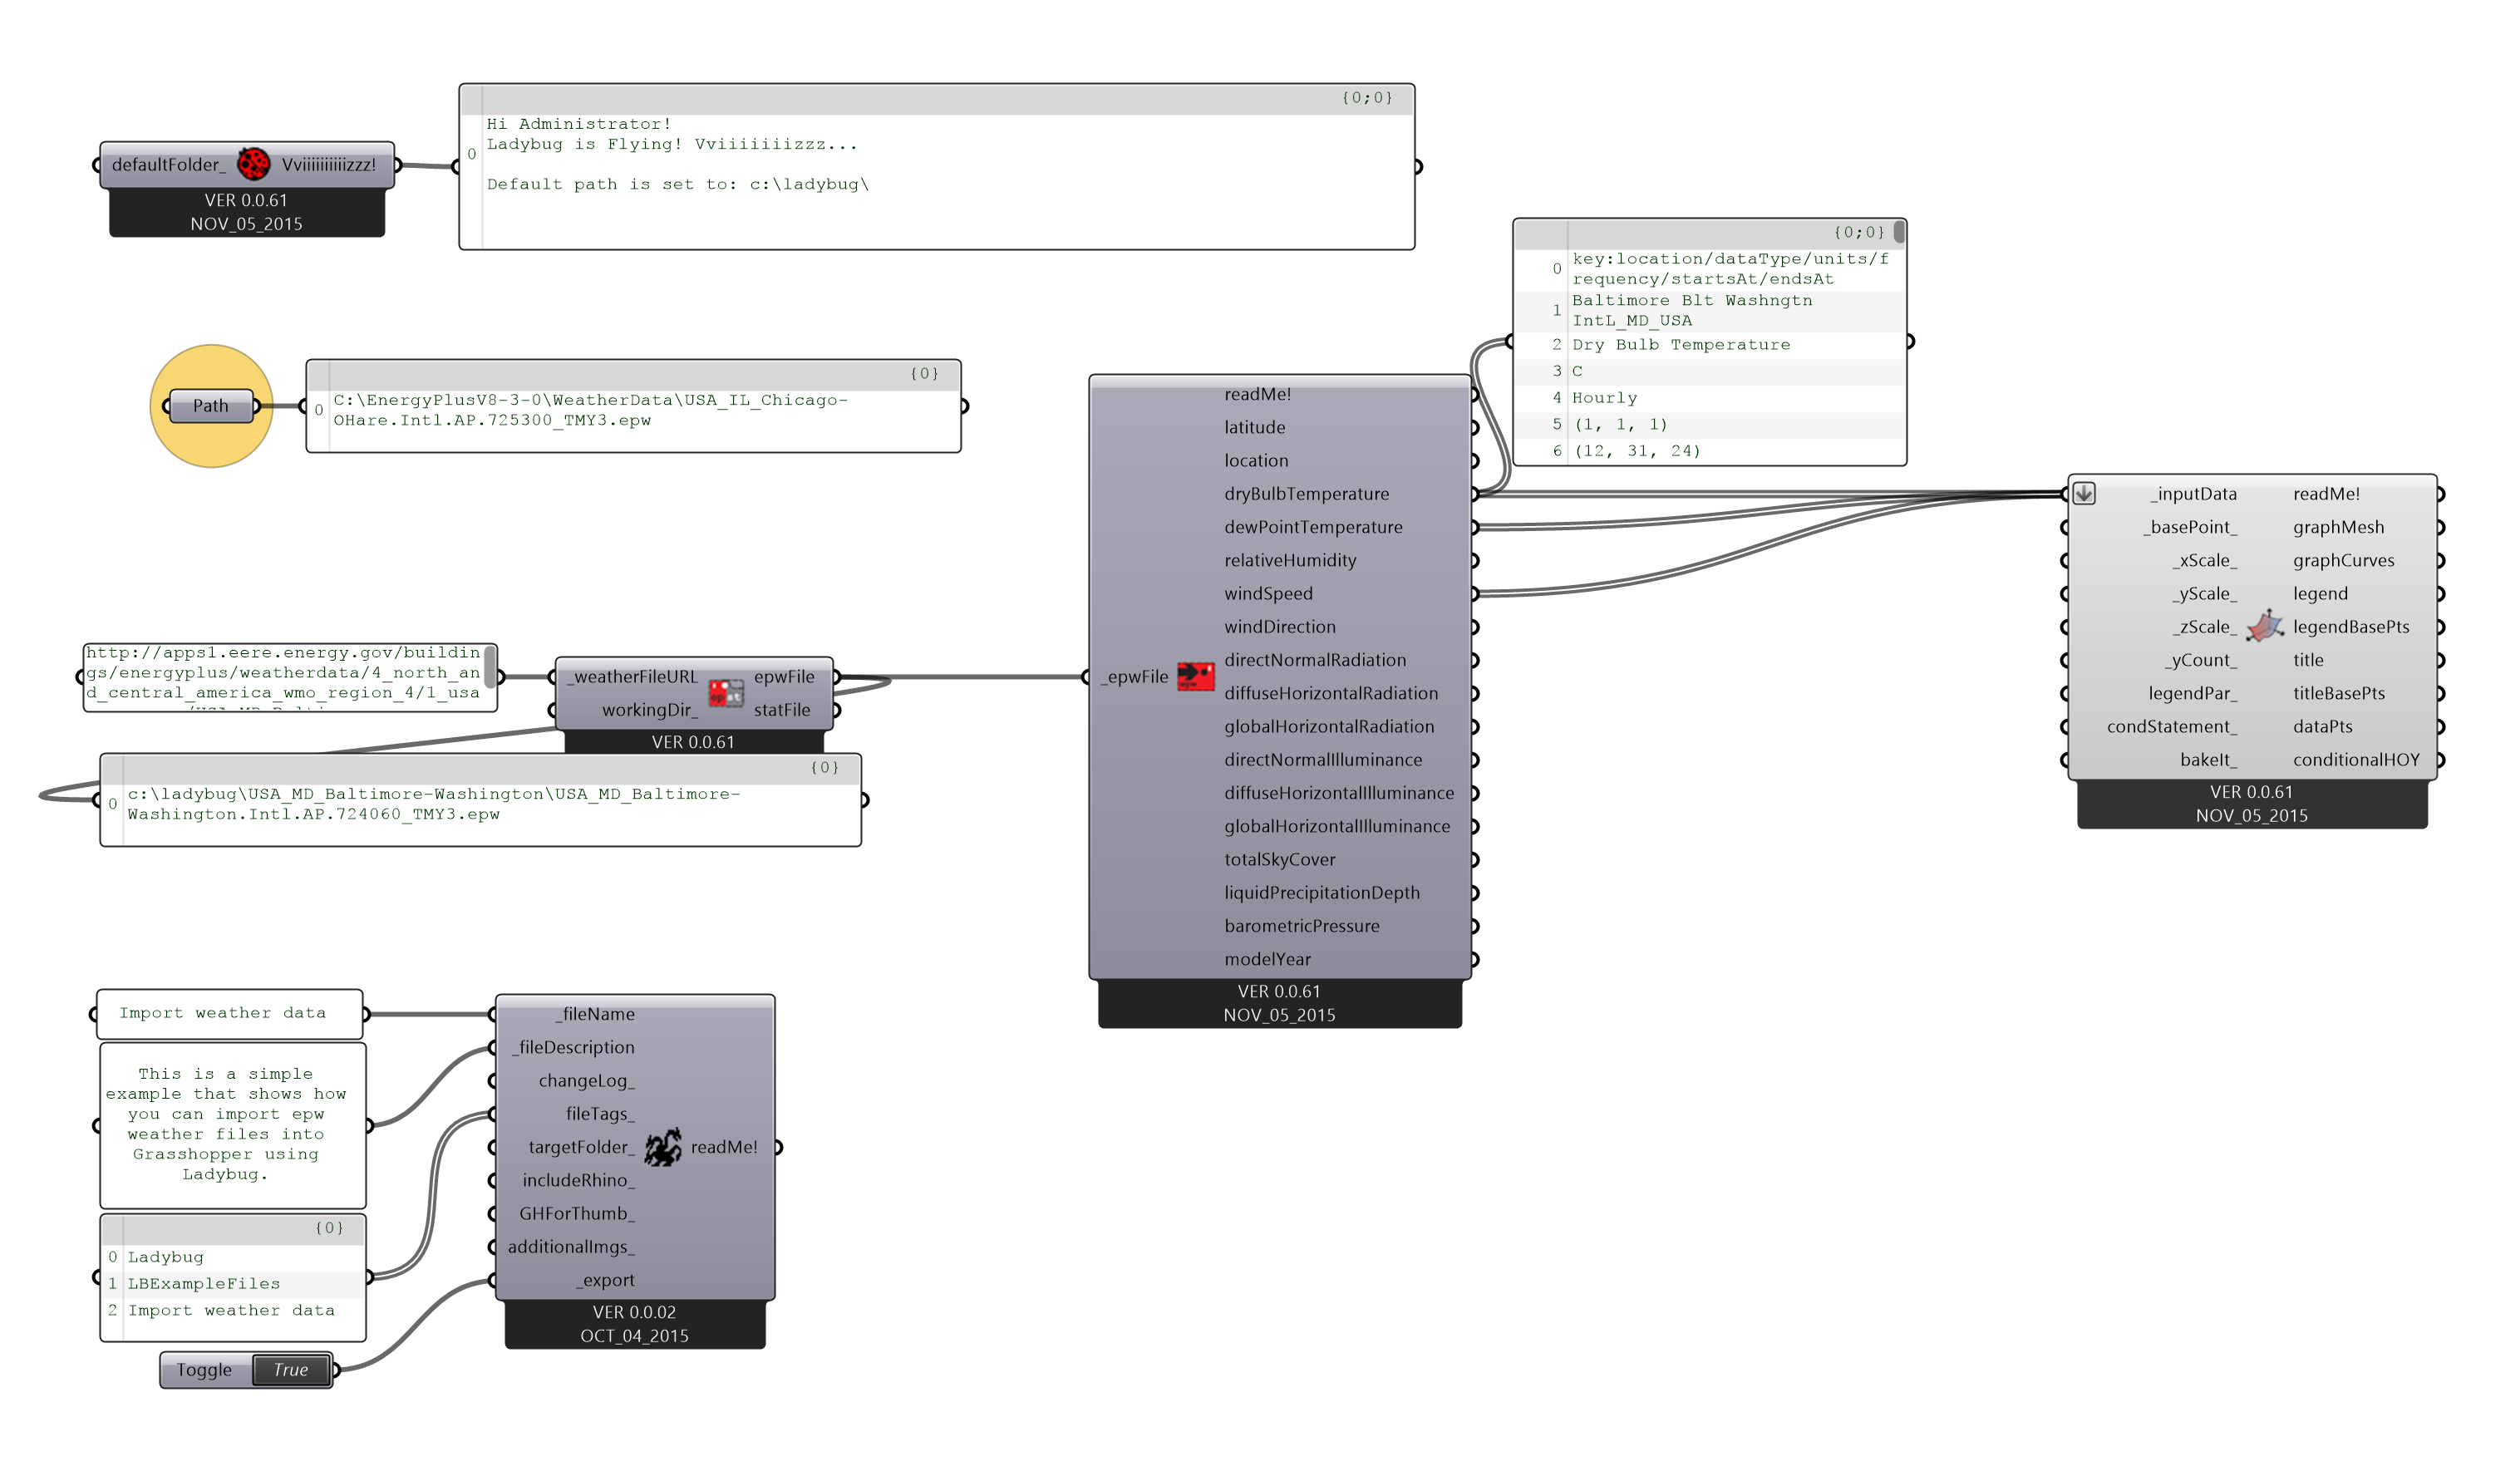 defaultFolder_
Vviiiiiiiiiizzz!
VER 0.0.61
NOV_05_2015
{0;0}
0
Hi Administrator!
Ladybug is Flying! Vviiiiiiizzz...
Default path is set to: c:\ladybug\
Path
{0}
0
C:\EnergyPlusV8-3-0\WeatherData\USA_IL_Chicago-
OHare.Intl.AP.725300_TMY3.epw
{0;0}
0 key:location/dataType/units/f
requency/startsAt/endsAt
1 Baltimore Blt Washngtn
IntL_MD_USA
2 Dry Bulb Temperature
3 C
4 Hourly
5 (1, 1, 1)
6 (12, 31, 24)
http://apps1.eere.energy.gov/buildin
gs/energyplus/weatherdata/4_north_an
d_central_america_wmo_region_4/1_usa
_weatherFileURL
workingDir_
epwFile
statFile
VER 0.0.61
{0}
0
c:\ladybug\USA_MD_Baltimore-Washington\USA_MD_Baltimore-
Washington.Intl.AP.724060_TMY3.epw
_epwFile
epw
readMe!
latitude
location
dryBulbTemperature
dewPointTemperature
relativeHumidity
windSpeed
windDirection
directNormalRadiation
diffuseHorizontalRadiation
globalHorizontalRadiation
directNormalIlluminance
diffuseHorizontalIlluminance
globalHorizontalIlluminance
totalSkyCover
liquidPrecipitationDepth
barometricPressure
modelYear
VER 0.0.61
NOV_05_2015
_inputData
_basePoint_
_xScale_
_yScale_
_zScale_
_yCount_
legendPar_
condStatement_
bakeIt_
readMe!
graphMesh
graphCurves
legend
legendBasePts
title
titleBasePts
dataPts
conditionalHOY
VER 0.0.61
NOV_05_2015
Import weather data
This is a simple
example that shows how
you can import epw
weather files into
Grasshopper using
Ladybug.
{0}
0 Ladybug
1 LBExampleFiles
2 Import weather data
Toggle True
_fileName
_fileDescription
changeLog_
fileTags_
targetFolder_
includeRhino_
GHForThumb_
additionalImgs_
_export
readMe!
VER 0.0.02
OCT_04_2015